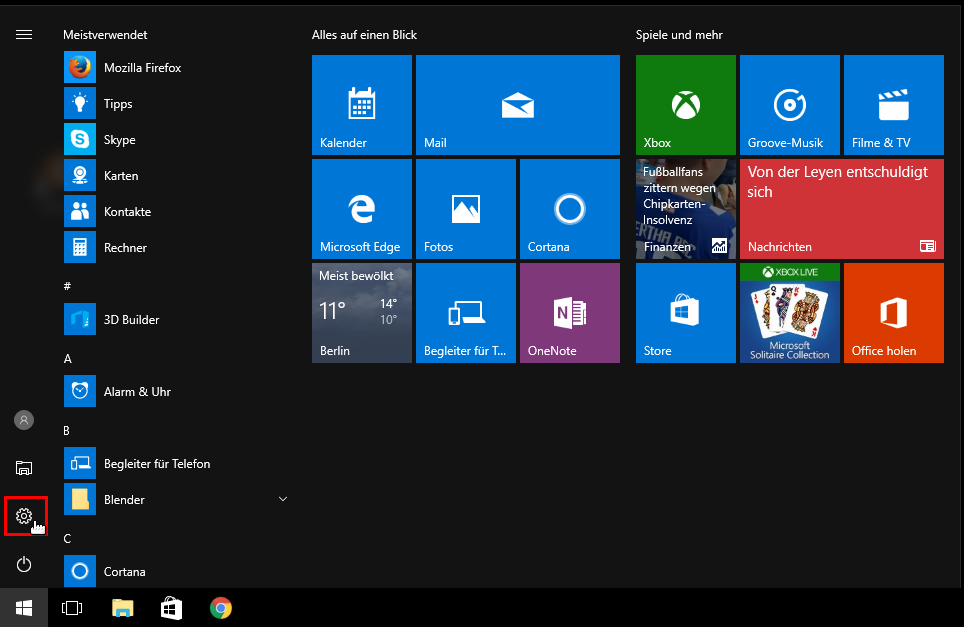 Meistverwendet
Mozilla Firefox
Tipps
Skype
Karten
Kontakte
Rechner
#
3D Builder
A
Alarm & Uhr
B
Begleiter für Telefon
Blender
C
Cortana
Alles auf einen Blick
Kalender
Mail
Microsoft Edge
Fotos
Cortana
Meist bewölkt
11°
14°
10°
Berlin
Begleiter für T...
OneNote
Spiele und mehr
Xbox
Groove-Musik
Filme & TV
Fußballfans
zittern wegen
Chipkarten-
Insolvenz
Finanzen
Von der Leyen entschuldigt
sich
Nachrichten
Store
XBOX LIVE
Microsoft
Solitaire Collection
Office holen